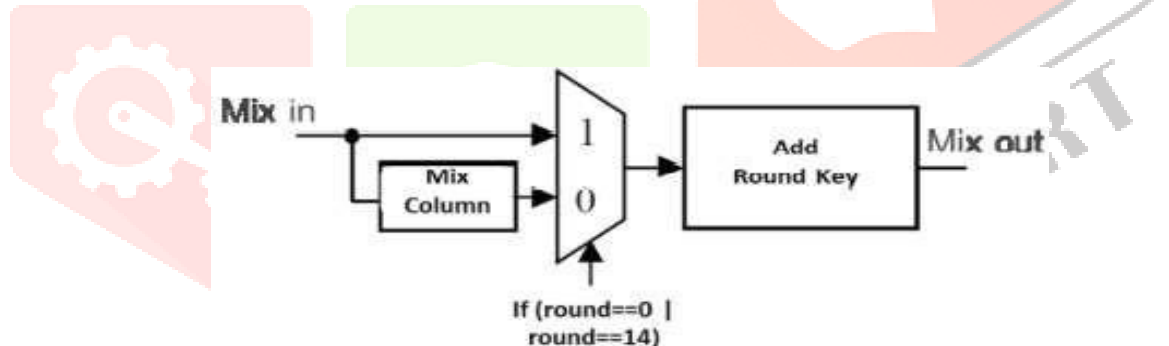 Mix in
1
Mix
Column
0
Add
Round Key
Mix out
If (round==0 |
round==14)